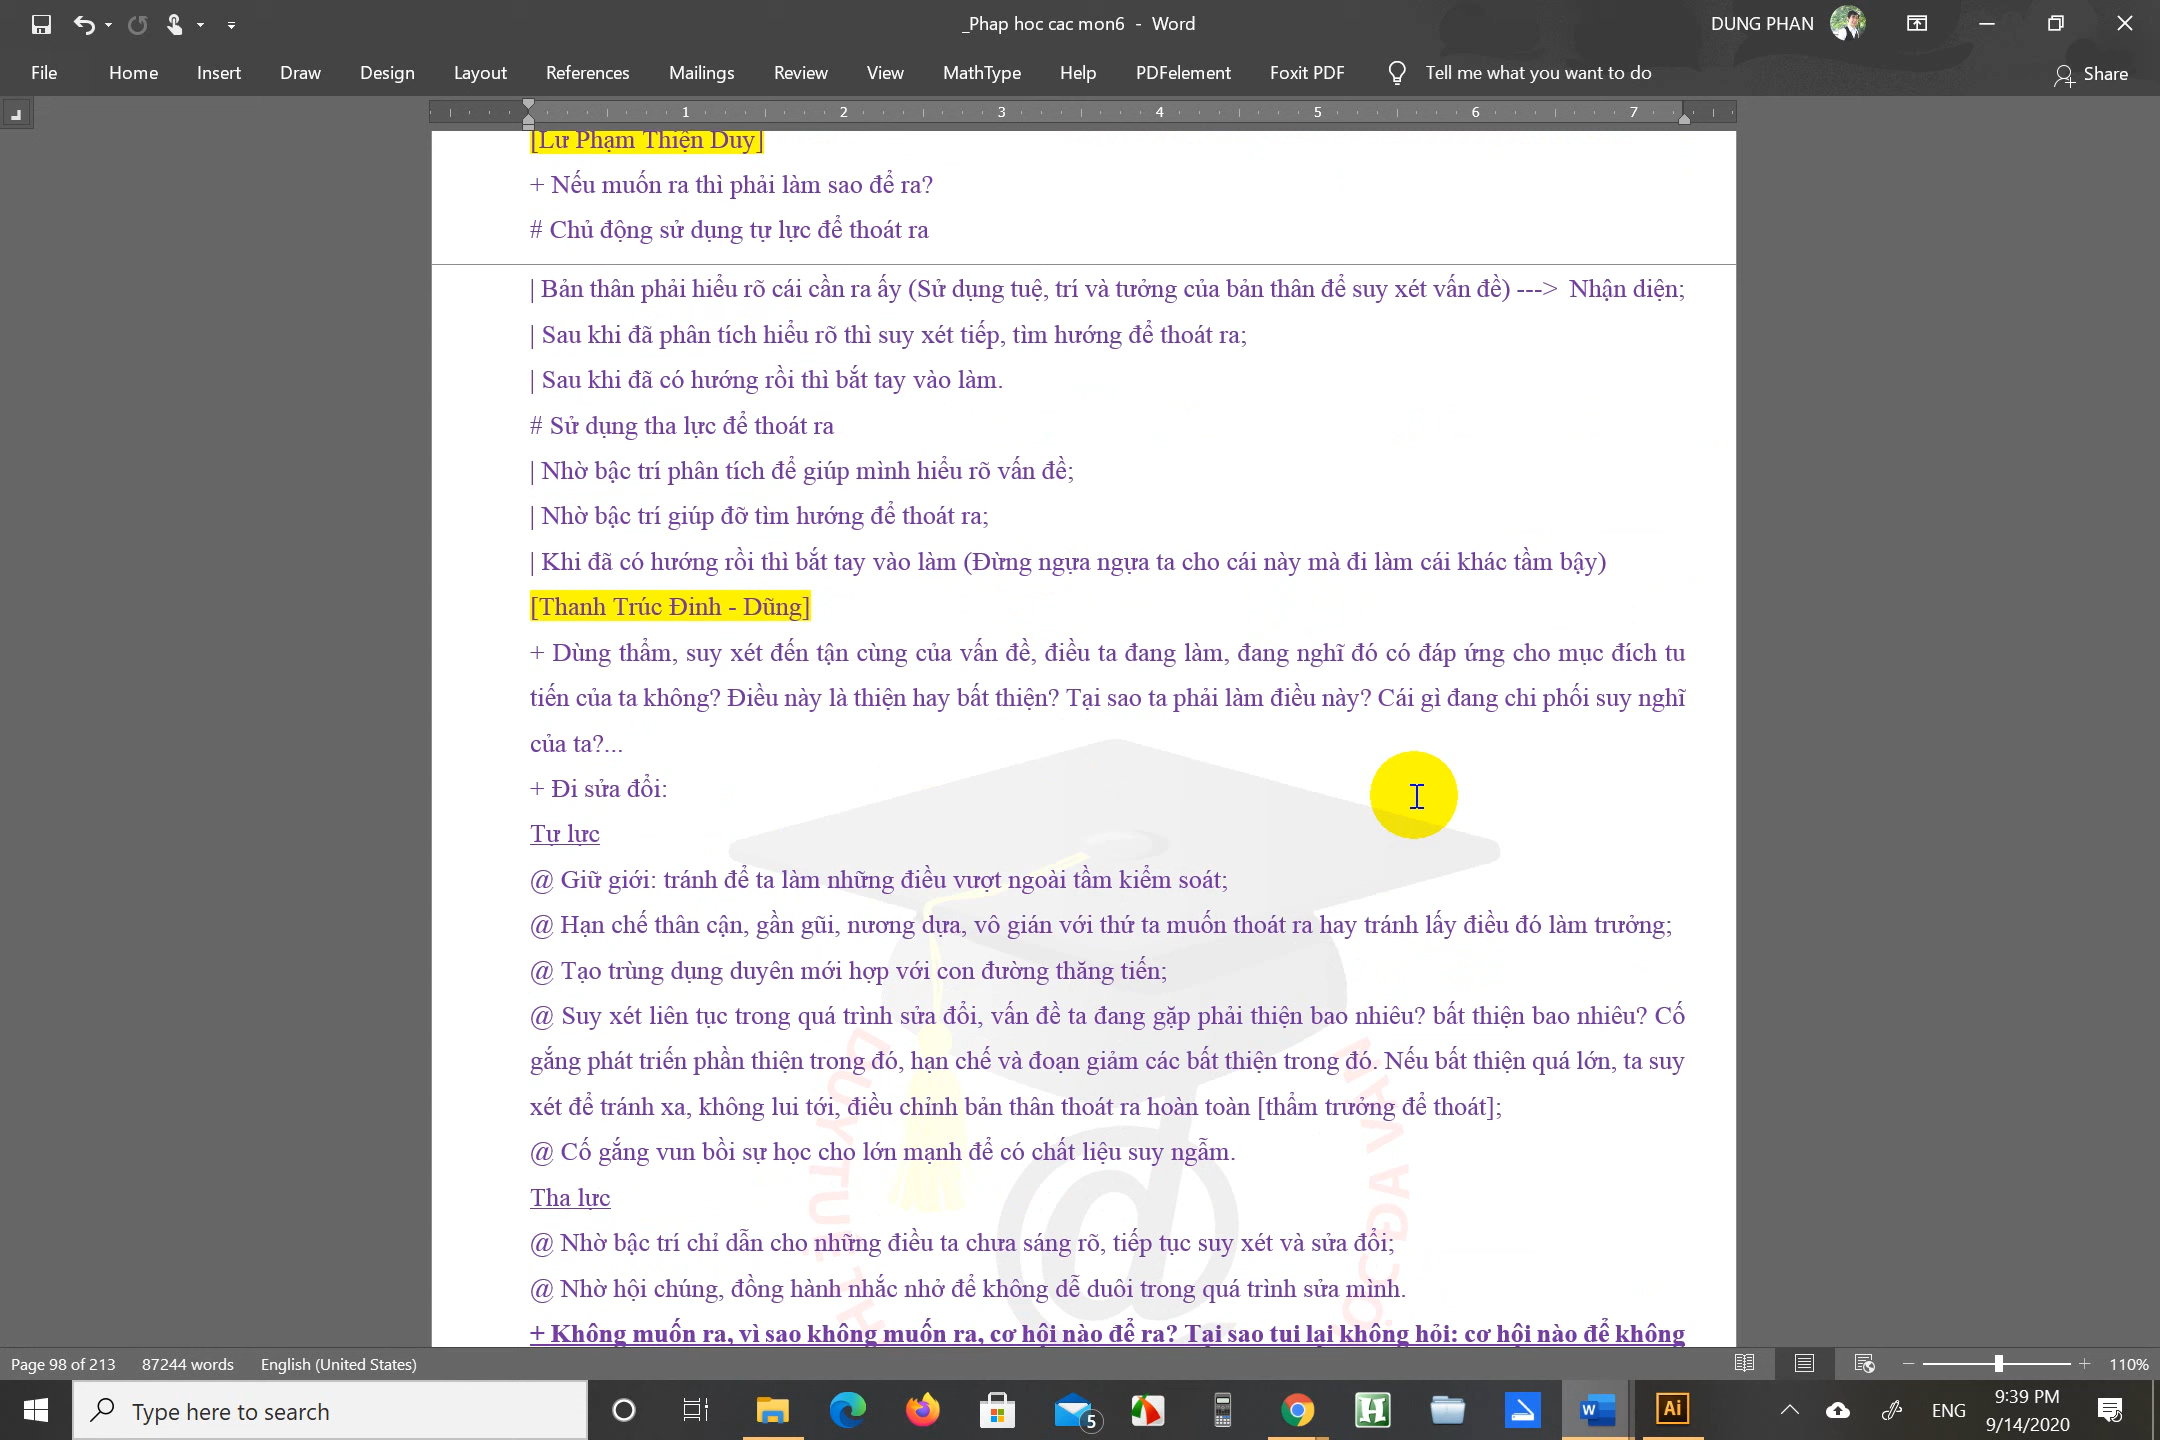 _Phap hoc cac mon6 - Word
DUNG PHAN
File Home Insert Draw Design Layout References Mailings Review View MathType Help PDFelement Foxit PDF Tell me what you want to do Share
1 2 3 4 5 6 7
[Lư Phạm Thiện Duy]
+ Nếu muốn ra thì phải làm sao để ra?
# Chủ động sử dụng tự lực để thoát ra
| Bản thân phải hiểu rõ cái cần ra ấy (Sử dụng tuệ, trí và tưởng của bản thân để suy xét vấn đề) ---> Nhận diện;
| Sau khi đã phân tích hiểu rõ thì suy xét tiếp, tìm hướng để thoát ra;
| Sau khi đã có hướng rồi thì bắt tay vào làm.
# Sử dụng tha lực để thoát ra
| Nhờ bậc trí phân tích để giúp mình hiểu rõ vấn đề;
| Nhờ bậc trí giúp đỡ tìm hướng để thoát ra;
| Khi đã có hướng rồi thì bắt tay vào làm (Đừng ngựa ngựa ta cho cái này mà đi làm cái khác tầm bậy)
[Thanh Trúc Đinh - Dũng]
+ Dùng thẩm, suy xét đến tận cùng của vấn đề, điều ta đang làm, đang nghĩ đó có đáp ứng cho mục đích tu
tiến của ta không? Điều này là thiện hay bất thiện? Tại sao ta phải làm điều này? Cái gì đang chi phối suy nghĩ
của ta?...
+ Đi sửa đổi:
Tự lực
@ Giữ giới: tránh để ta làm những điều vượt ngoài tầm kiểm soát;
@ Hạn chế thân cận, gần gũi, nương dựa, vô gián với thứ ta muốn thoát ra hay tránh lấy điều đó làm trưởng;
@ Tạo trùng dụng duyên mới hợp với con đường thăng tiến;
@ Suy xét liên tục trong quá trình sửa đổi, vấn đề ta đang gặp phải thiện bao nhiêu? bất thiện bao nhiêu? Cố
gắng phát triển phần thiện trong đó, hạn chế và đoạn giảm các bất thiện trong đó. Nếu bất thiện quá lớn, ta suy
xét để tránh xa, không lui tới, điều chỉnh bản thân thoát ra hoàn toàn [thẩm trưởng để thoát];
@ Cố gắng vun bồi sự học cho lớn mạnh để có chất liệu suy ngẫm.
Tha lực
@ Nhờ bậc trí chỉ dẫn cho những điều ta chưa sáng rõ, tiếp tục suy xét và sửa đổi;
@ Nhờ hội chúng, đồng hành nhắc nhở để không dễ duôi trong quá trình sửa mình.
+ Không muốn ra, vì sao không muốn ra, cơ hội nào để ra? Tại sao tui lại không hỏi: cơ hội nào để không
Page 98 of 213 87244 words English (United States) 110%
Type here to search
5
Ai
ENG
9:39 PM
9/14/2020